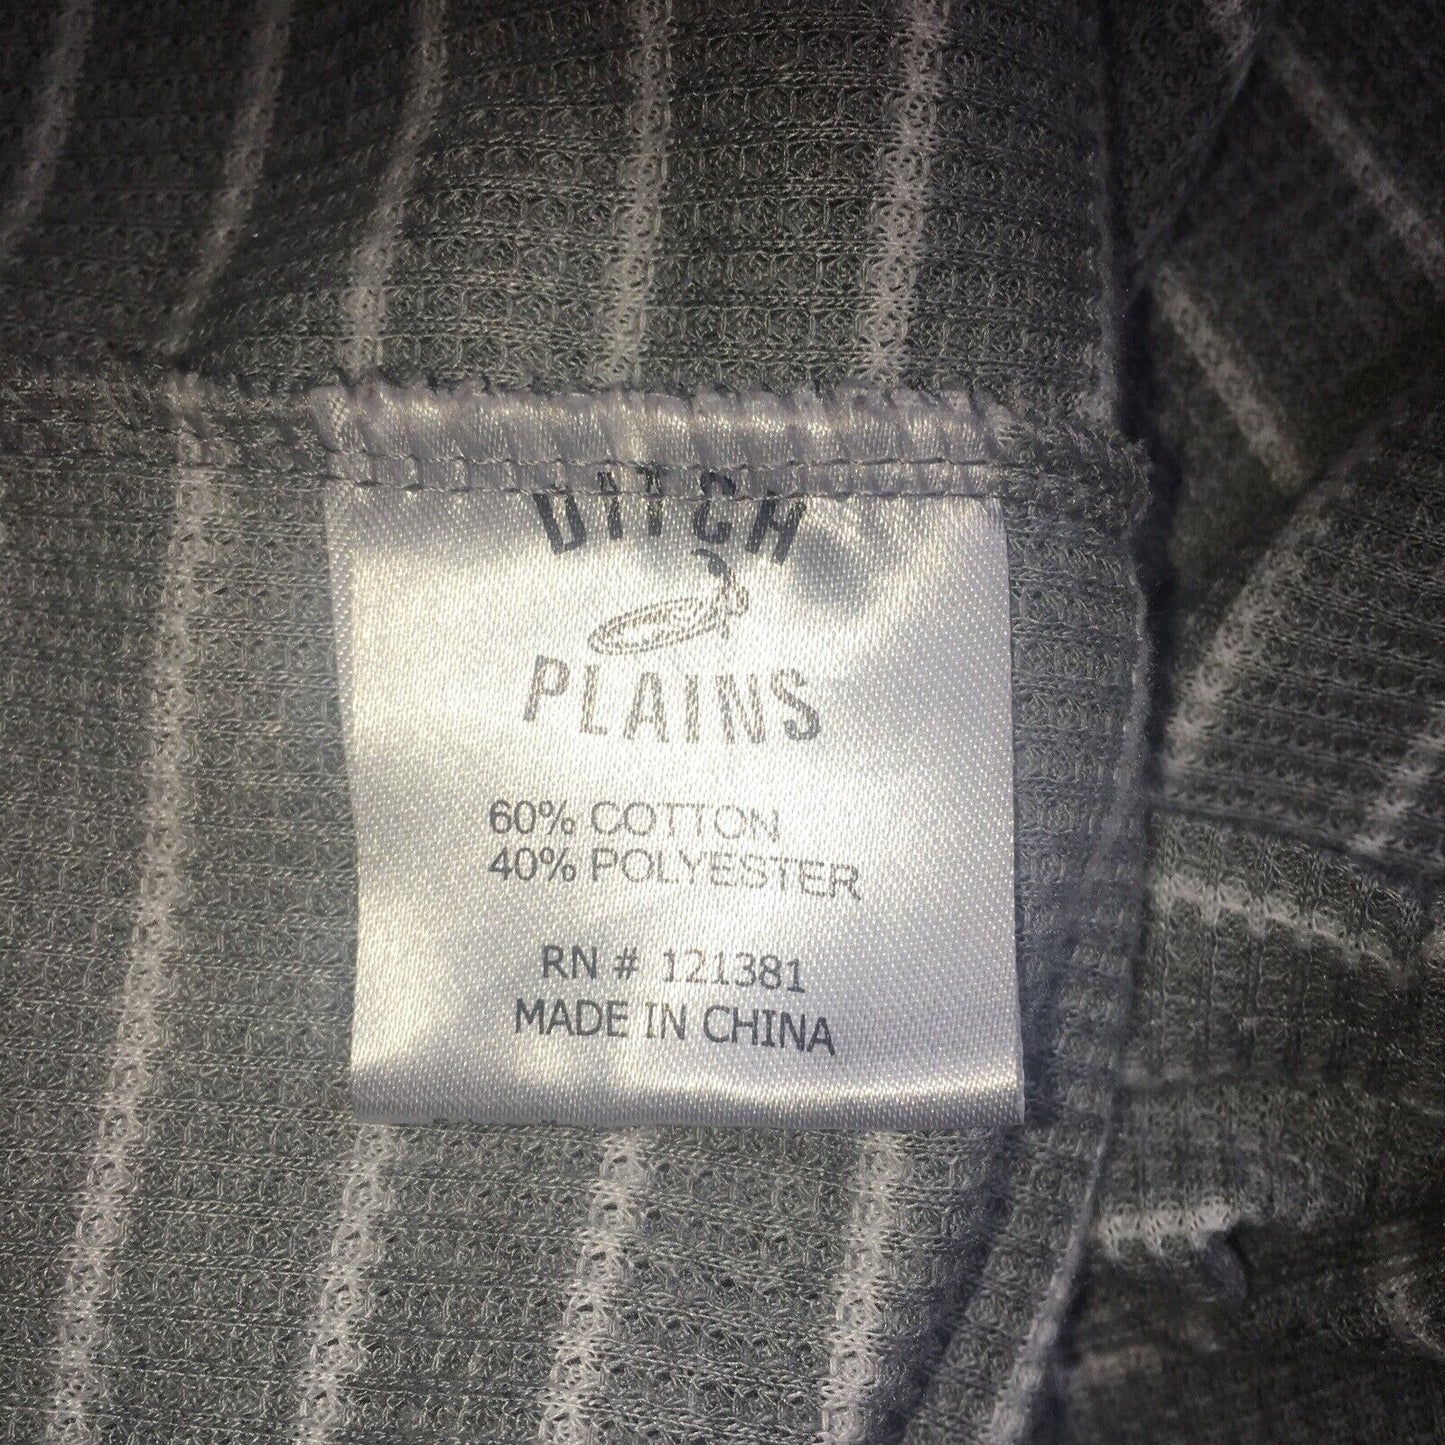 DITCH
PLAINS
60% COTTON
40% POLYESTER
RN # 121381
MADE IN CHINA